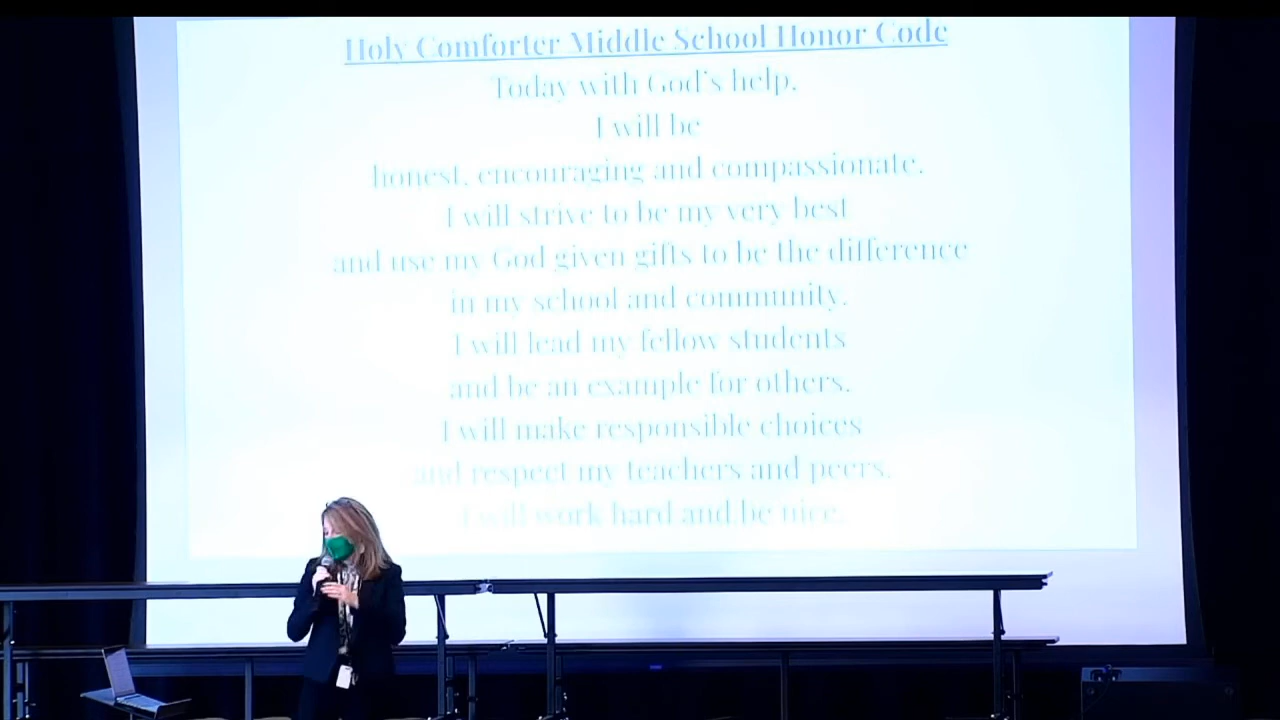 Holy Comforter Middle School Honor Code
Today with God's help,
I will be
honest, encouraging and compassionate.
I will strive to be my very best
and use my God given gifts to be the difference
in my school and community.
I will lead my fellow students
and be an example for others.
I will make responsible choices
and respect my teachers and peers.
I will work hard and be nice.